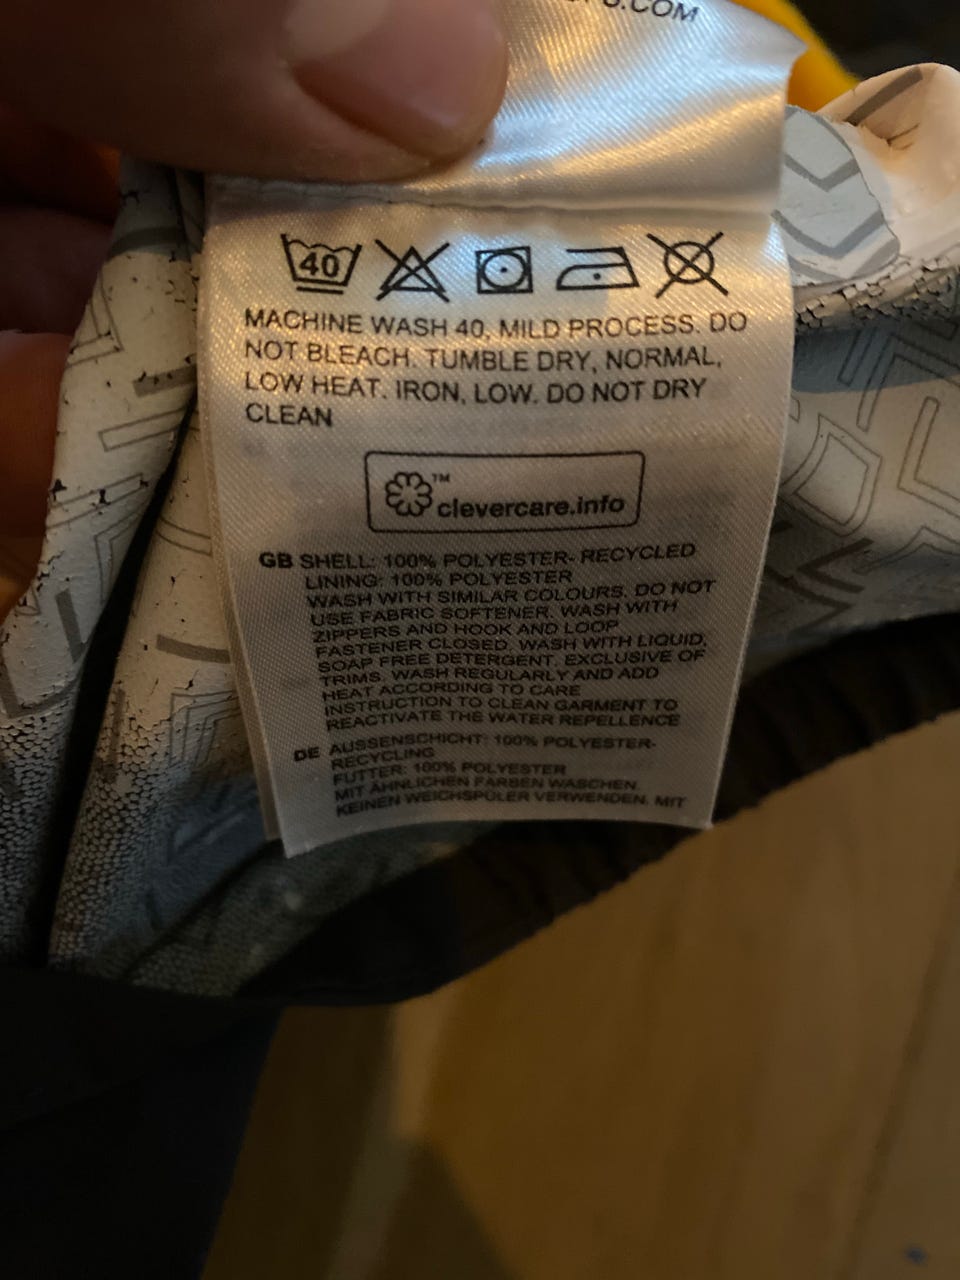 .COM
40
MACHINE WASH 40, MILD PROCESS. DO
NOT BLEACH. TUMBLE DRY, NORMAL,
LOW HEAT. IRON, LOW. DO NOT DRY
CLEAN
clevercare.info™
GB SHELL: 100% POLYESTER- RECYCLED
LINING: 100% POLYESTER
WASH WITH SIMILAR COLOURS. DO NOT
USE FABRIC SOFTENER. WASH WITH
ZIPPERS AND HOOK AND LOOP
FASTENER CLOSED. WASH WITH LIQUID,
SOAP FREE DETERGENT. EXCLUSIVE OF
TRIMS. WASH REGULARLY AND ADD
HEAT ACCORDING TO CARE
INSTRUCTION TO CLEAN GARMENT TO
REACTIVATE THE WATER REPELLENCE
DE AUSSENSCHICHT: 100% POLYESTER-
RECYCLING
FUTTER: 100% POLYESTER
MIT ÄHNLICHEN FARBEN WASCHEN.
KEINEN WEICHSPÜLER VERWENDEN. MIT